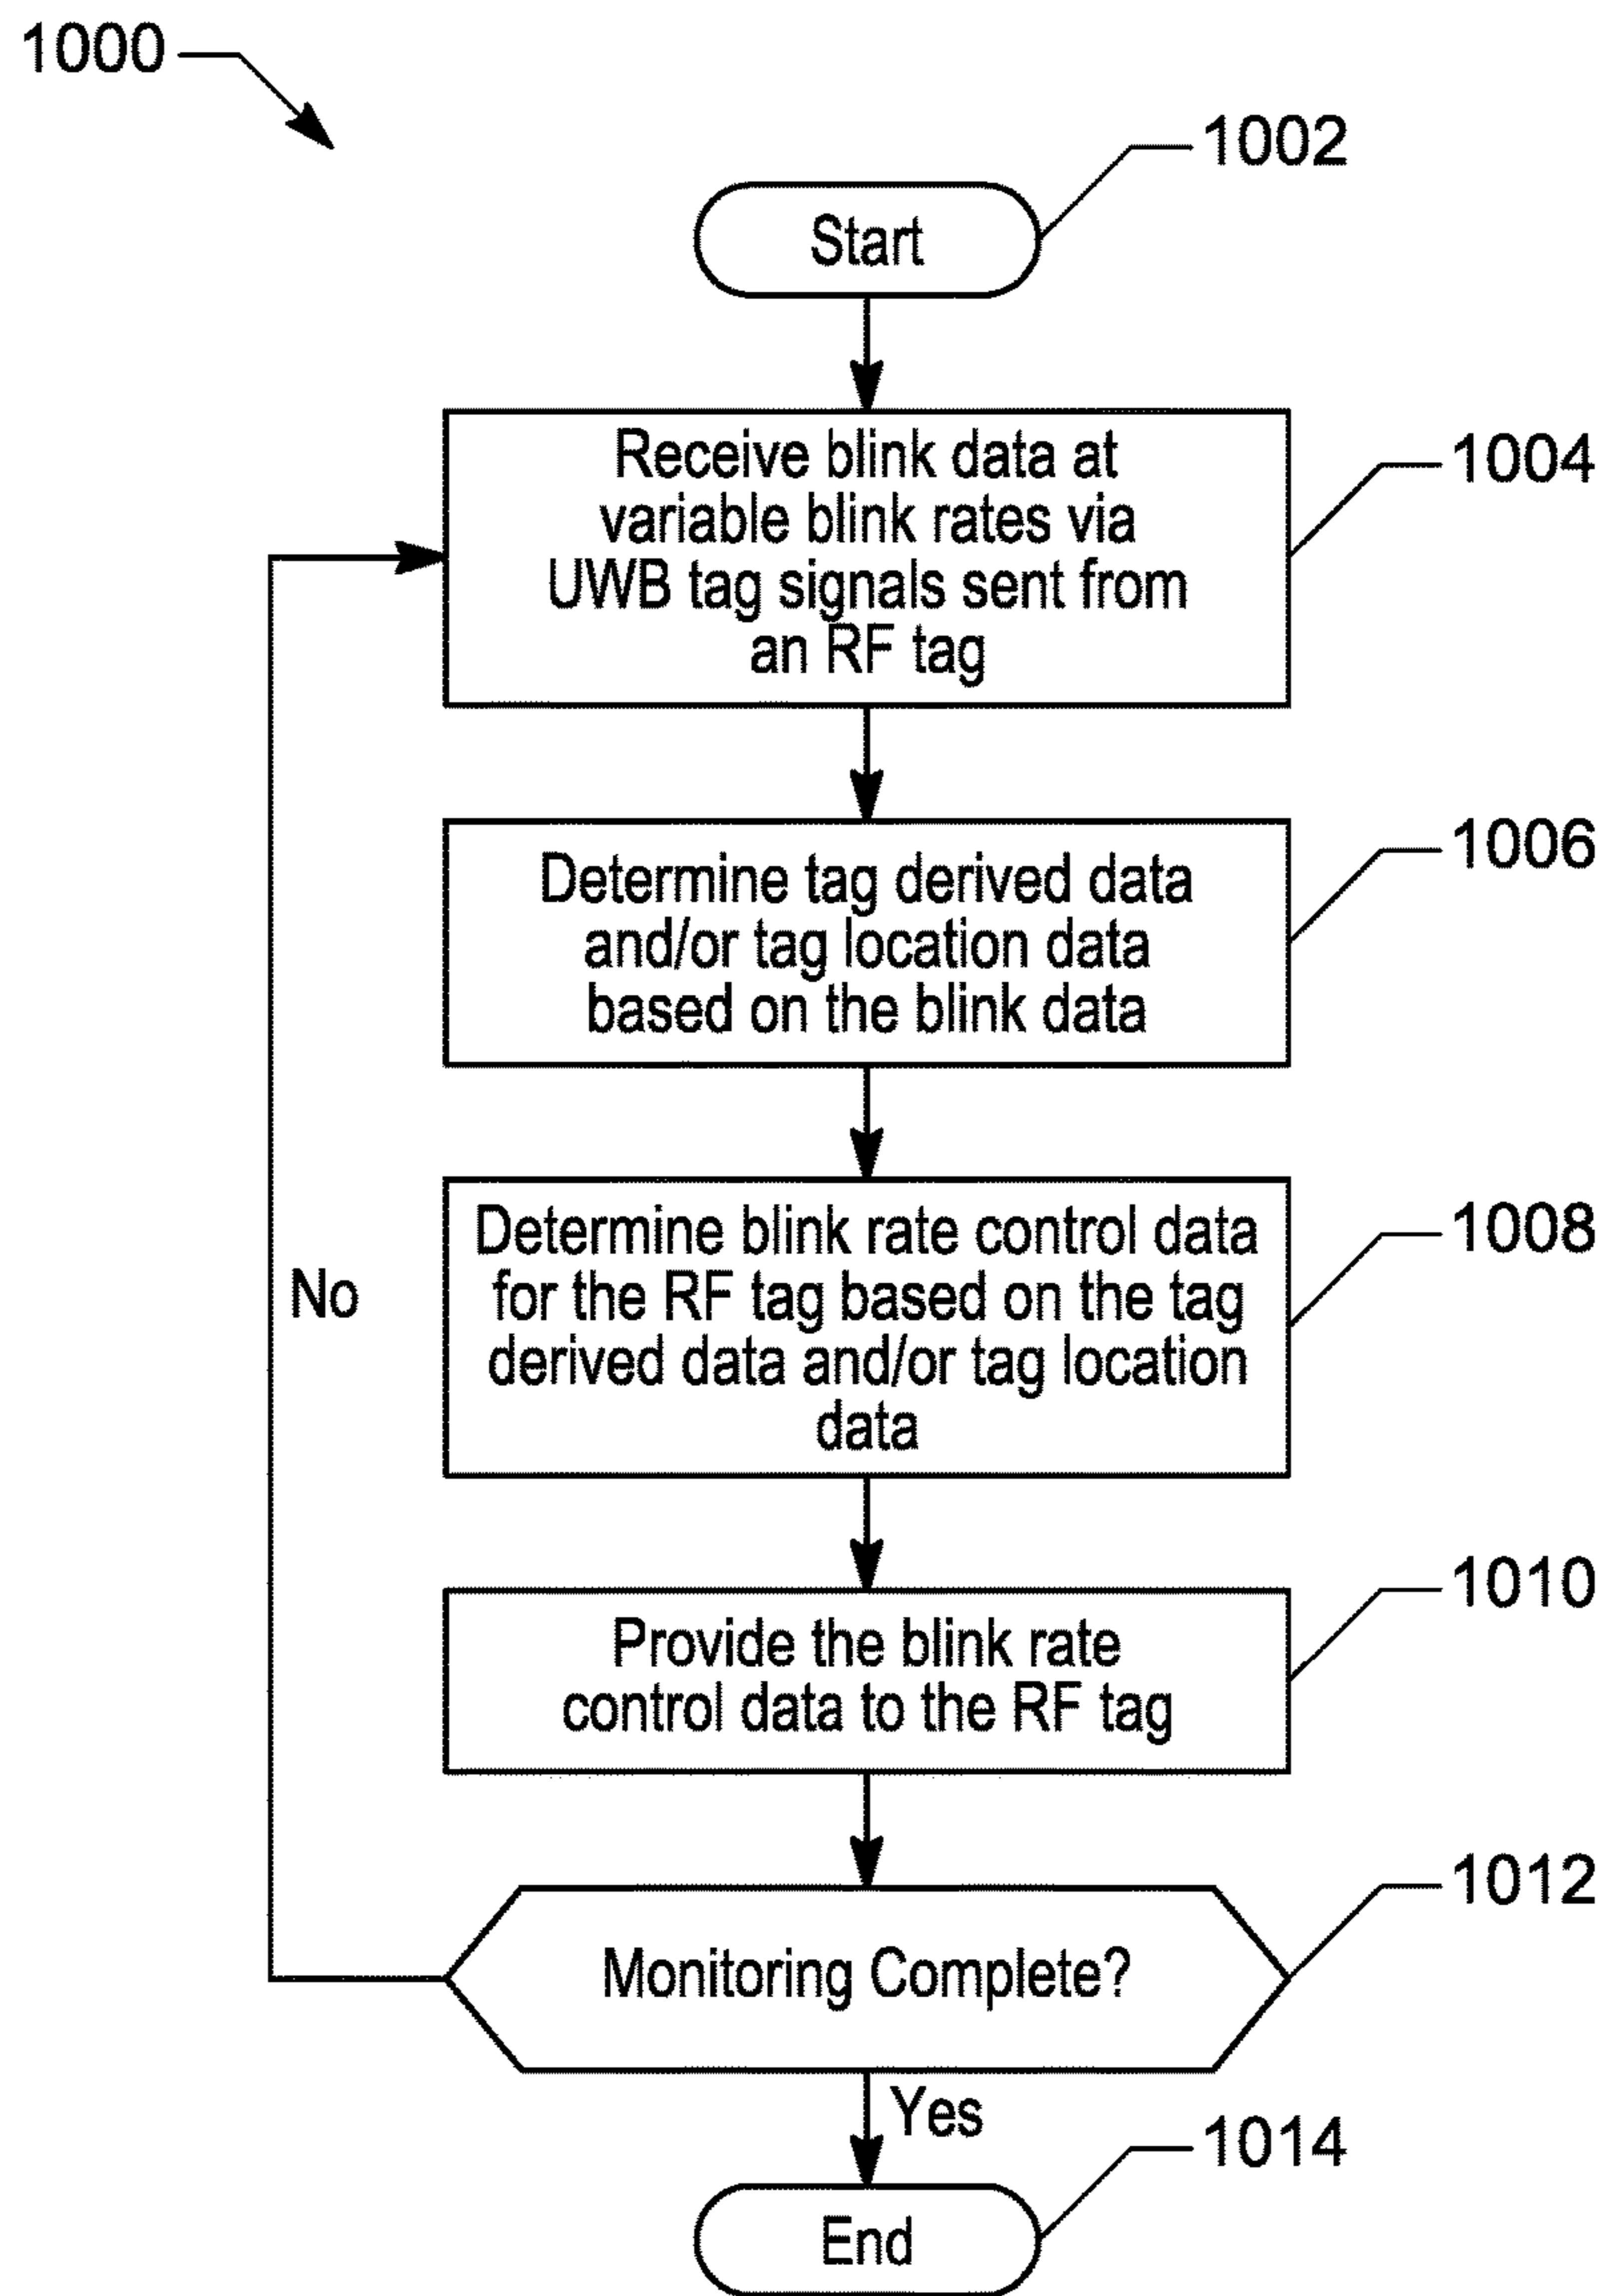 1000
1002
Start
Receive blink data at
variable blink rates via
UWB tag signals sent from
an RF tag
1004
Determine tag derived data
and/or tag location data
based on the blink data
1006
Determine blink rate control data
for the RF tag based on the tag
derived data and/or tag location
data
1008
No
Provide the blink rate
control data to the RF tag
1010
Monitoring Complete?
1012
Yes
1014
End